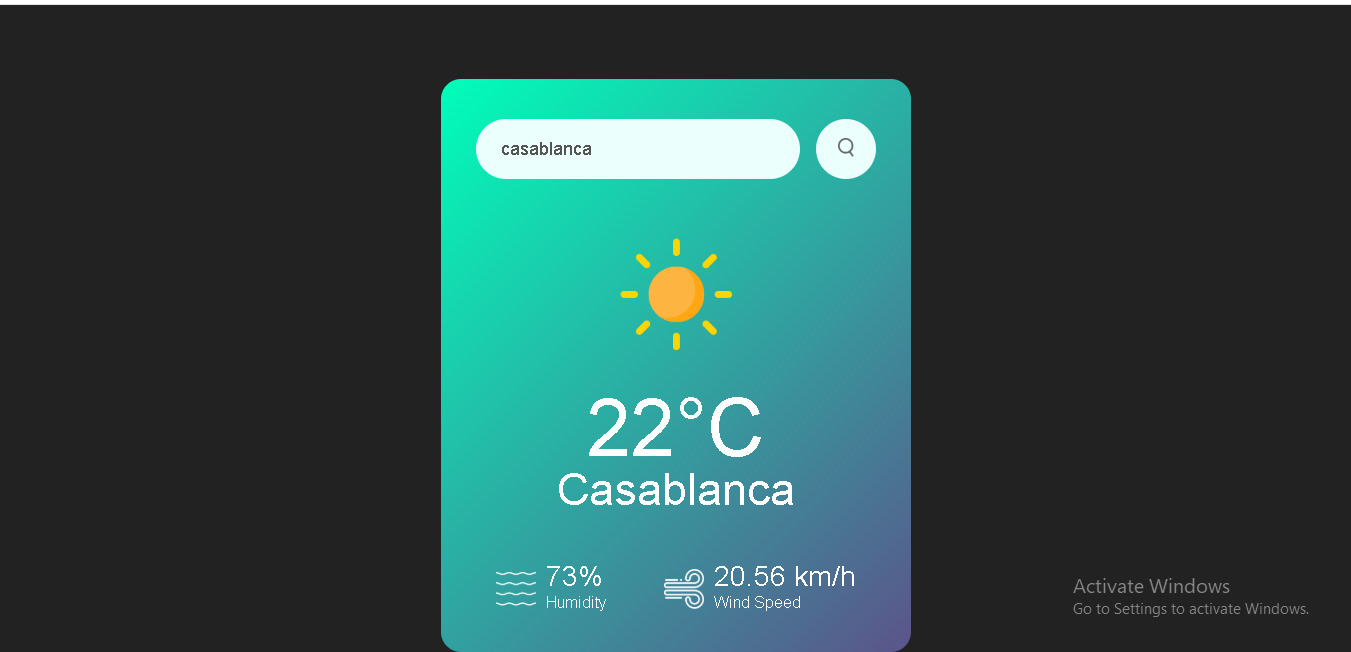 casablanca
22°C
Casablanca
73%
Humidity
20.56 km/h
Wind Speed
Activate Windows
Go to Settings to activate Windows.